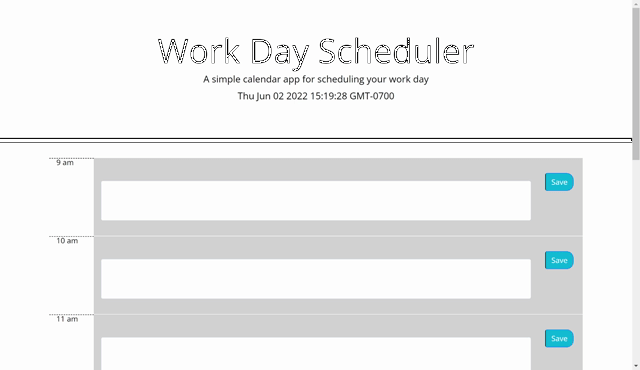 Work Day Scheduler
A simple calendar app for scheduling your work day
Thu Jun 02 2022 15:19:28 GMT-0700
9 am
Save
10 am
Save
11 am
Save